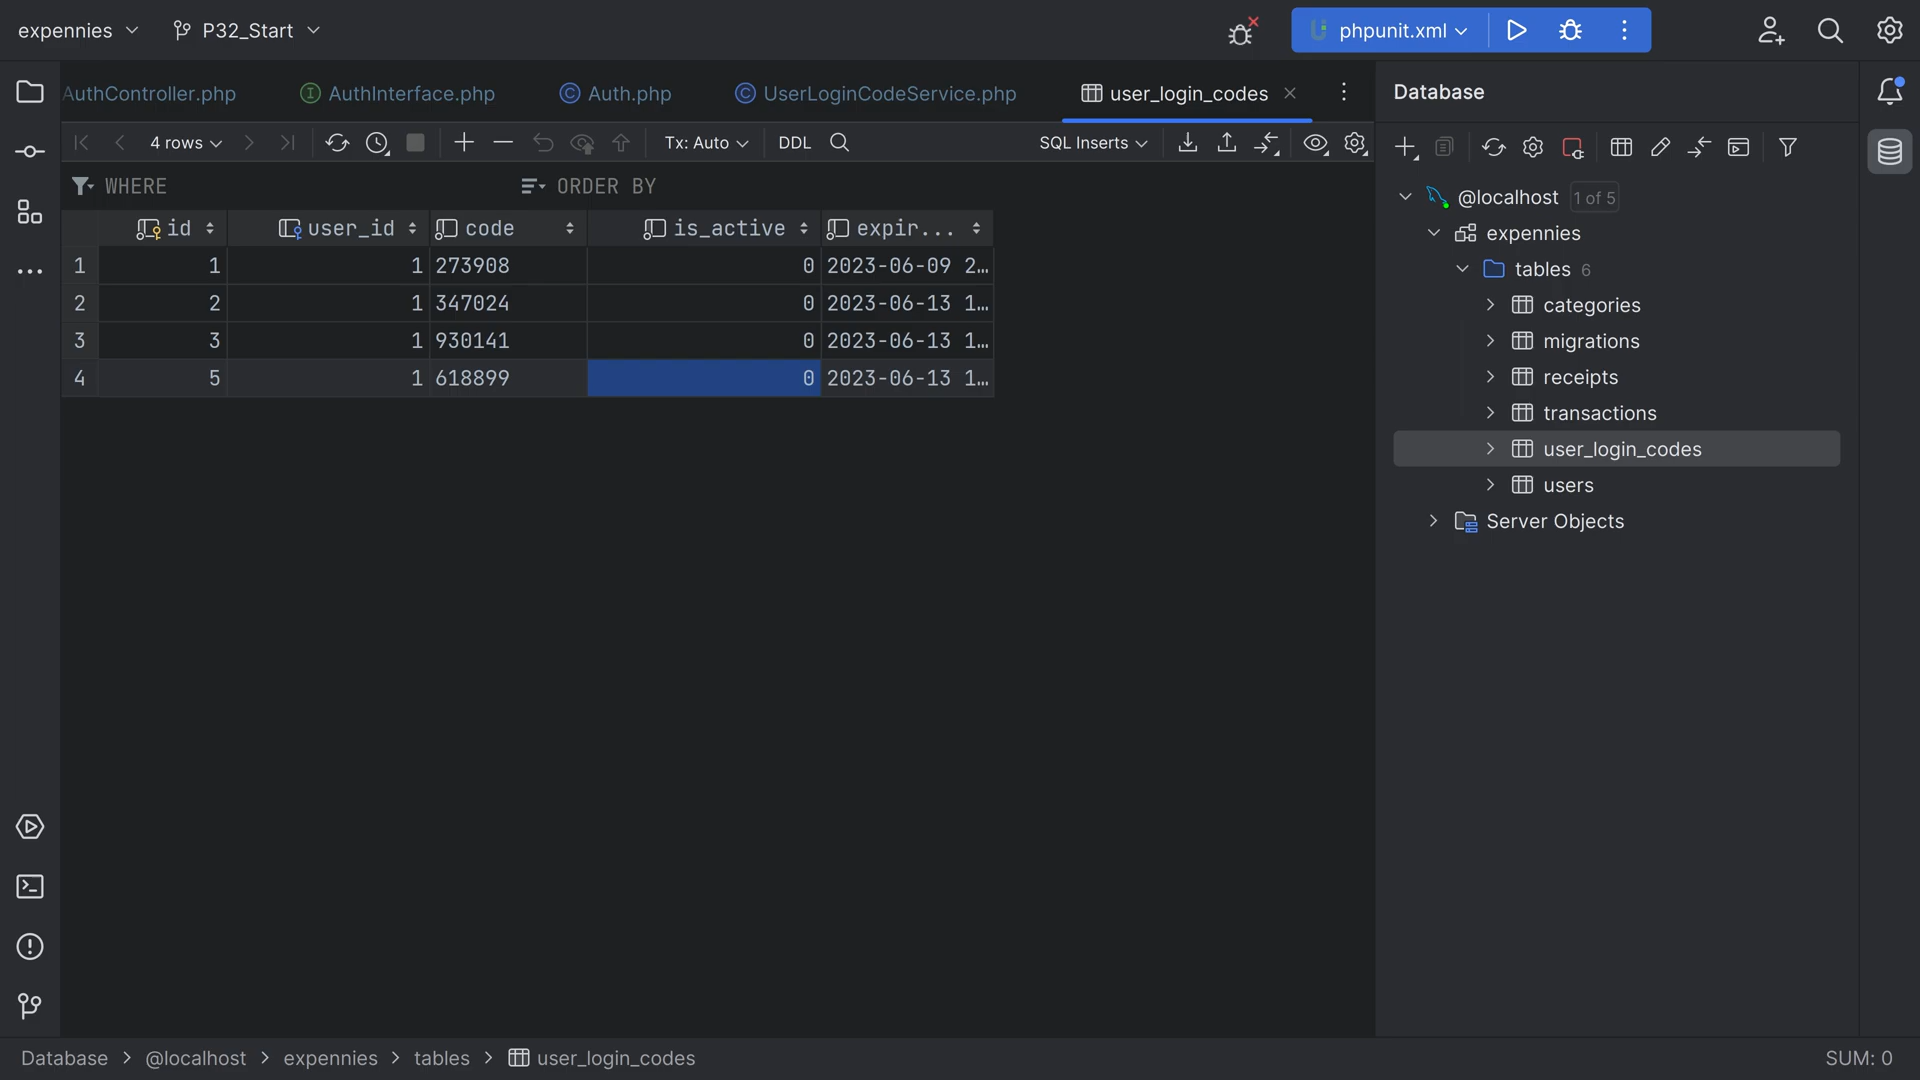 expennies P32_Start phpunit.xml
AuthController.php AuthInterface.php Auth.php UserLoginCodeService.php user_login_codes
4 rows Tx: Auto DDL SQL Inserts
WHERE ORDER BY
id user_id code is_active expir...
1 1 1 273908 0 2023-06-09 2...
2 2 1 347024 0 2023-06-13 1...
3 3 1 930141 0 2023-06-13 1...
4 5 1 618899 0 2023-06-13 1...
Database
@localhost 1 of 5
expennies
tables 6
categories
migrations
receipts
transactions
user_login_codes
users
Server Objects
Database > @localhost > expennies > tables > user_login_codes SUM: 0